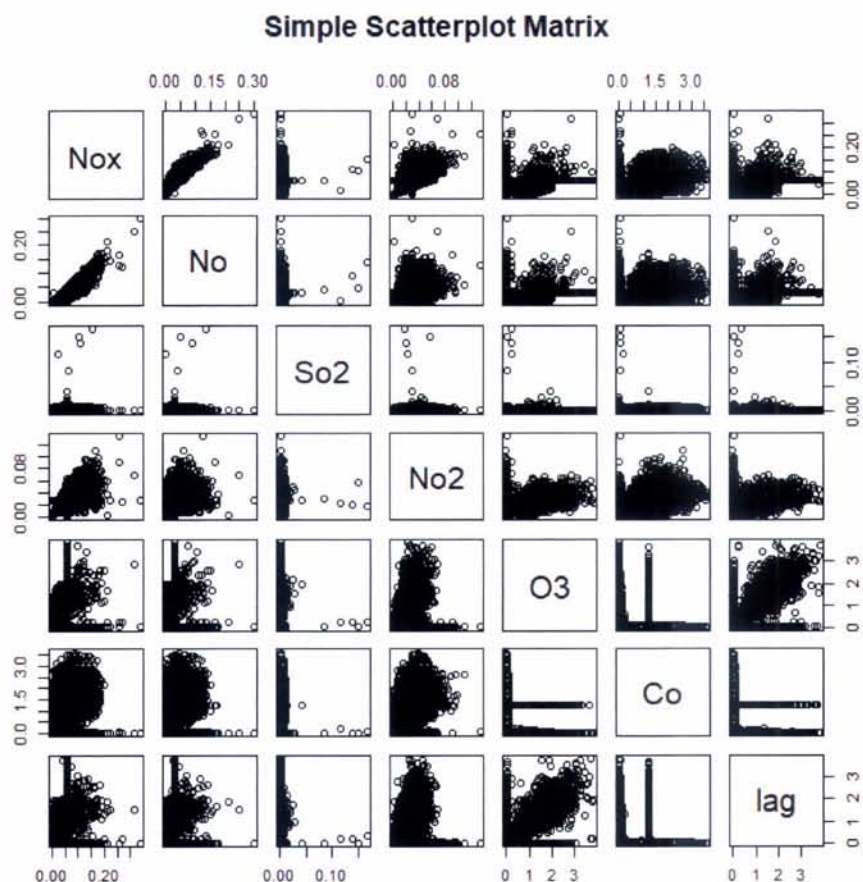 Simple Scatterplot Matrix
0.00 0.15 0.30 0.00 0.08 0.0 1.5 3.0
Nox 0.00 0.20
0.00 0.20 No
So2 0.00 0.10
0.00 0.08 No2
O3 0 1 2 3
0.0 1.5 3.0 Co
lag 0 1 2 3
0.00 0.20 0.00 0.10 0 1 2 3 0 1 2 3